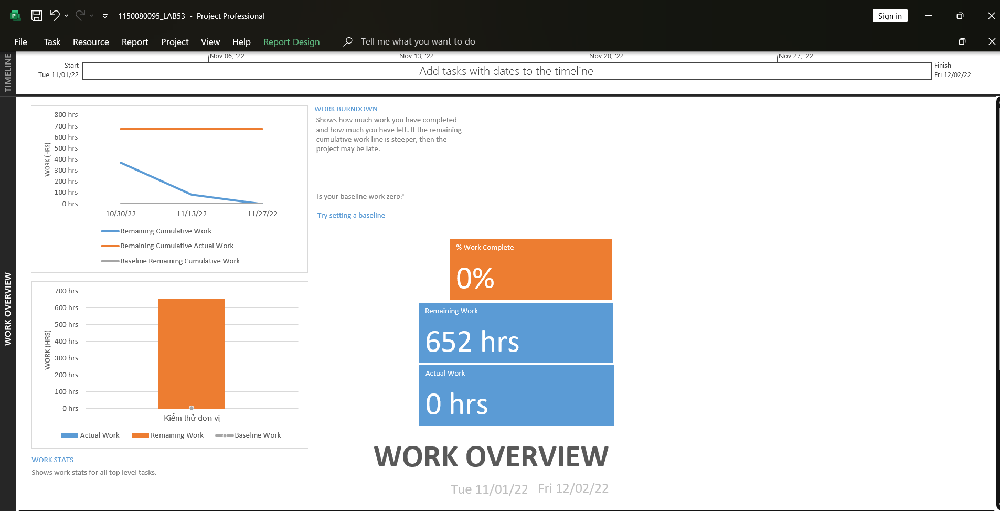 1150080095_LAB53 - Project Professional
Sign in
File Task Resource Report Project View Help Report Design Tell me what you want to do
TIMELINE
Nov 06, '22 Nov 13, '22 Nov 20, '22 Nov 27, '22
Start
Tue 11/01/22
Add tasks with dates to the timeline
Finish
Fri 12/02/22
WORK OVERVIEW
800 hrs
700 hrs
600 hrs
500 hrs
400 hrs
300 hrs
200 hrs
100 hrs
0 hrs
WORK (HRS)
10/30/22 11/13/22 11/27/22
Remaining Cumulative Work
Remaining Cumulative Actual Work
Baseline Remaining Cumulative Work
WORK BURNDOWN
Shows how much work you have completed
and how much you have left. If the remaining
cumulative work line is steeper, then the
project may be late.
Is your baseline work zero?
Try setting a baseline
% Work Complete
0%
Remaining Work
652 hrs
Actual Work
0 hrs
700 hrs
600 hrs
500 hrs
400 hrs
300 hrs
200 hrs
100 hrs
0 hrs
WORK (HRS)
Kiểm thử đơn vị
Actual Work Remaining Work Baseline Work
WORK STATS
Shows work stats for all top level tasks.
WORK OVERVIEW
Tue 11/01/22 - Fri 12/02/22